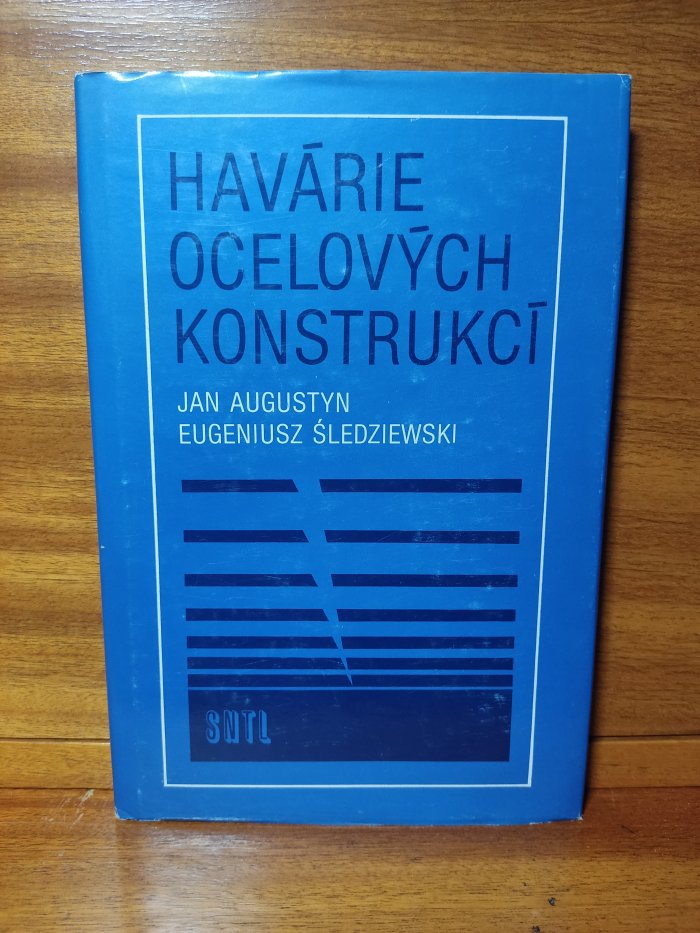 HAVÁRIE
OCELOVÝCH
KONSTRUKCÍ
JAN AUGUSTYN
EUGENIUSZ ŚLEDZIEWSKI
SNTL